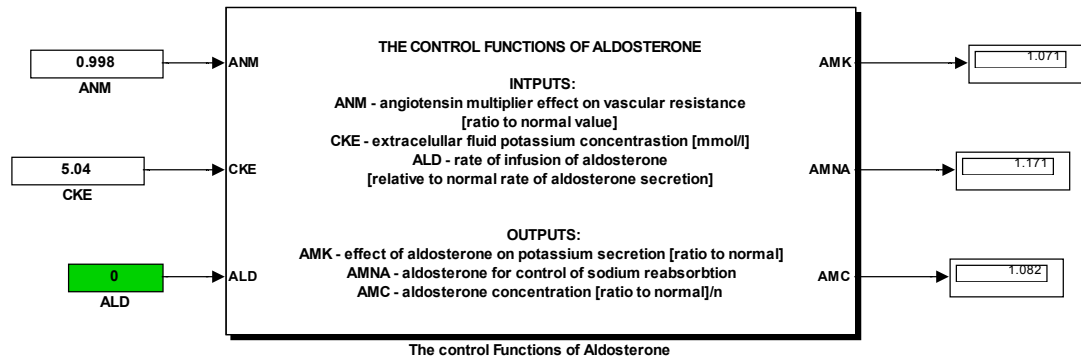 THE CONTROL FUNCTIONS OF ALDOSTERONE
0.998
ANM
ANM
AMK
1.071
INTPUTS:
ANM - angiotensin multiplier effect on vascular resistance
[ratio to normal value]
CKE - extracelullar fluid potassium concentrastion [mmol/l]
ALD - rate of infusion of aldosterone
[relative to normal rate of aldosterone secretion]
5.04
CKE
CKE
AMNA
1.171
OUTPUTS:
AMK - effect of aldosterone on potassium secretion [ratio to normal]
AMNA - aldosterone for control of sodium reabsorbtion
AMC - aldosterone concentration [ratio to normal]/n
0
ALD
ALD
AMC
1.082
The control Functions of Aldosterone